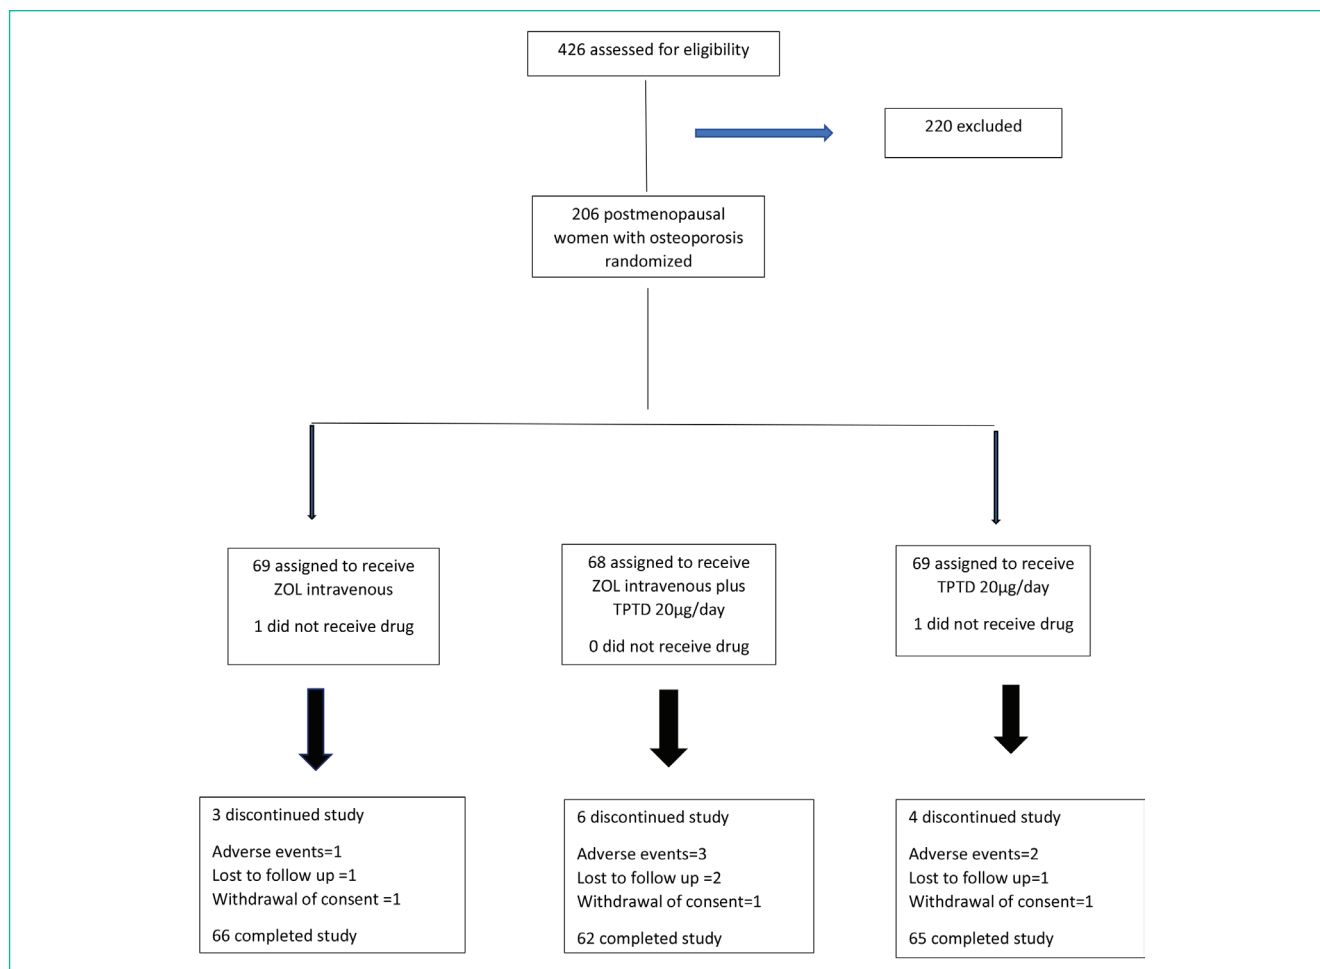 426 assessed for eligibility
220 excluded
206 postmenopausal
women with osteoporosis
randomized
69 assigned to receive
ZOL intravenous
1 did not receive drug
68 assigned to receive
ZOL intravenous plus
TPTD 20µg/day
0 did not receive drug
69 assigned to receive
TPTD 20µg/day
1 did not receive drug
3 discontinued study
Adverse events=1
Lost to follow up =1
Withdrawal of consent =1
66 completed study
6 discontinued study
Adverse events=3
Lost to follow up =2
Withdrawal of consent=1
62 completed study
4 discontinued study
Adverse events=2
Lost to follow up=1
Withdrawal of consent=1
65 completed study